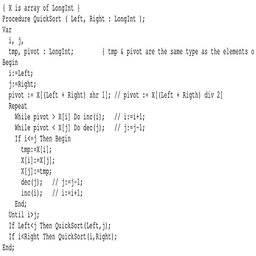 { X is array of LongInt }
Procedure QuickSort ( Left, Right : LongInt );
Var
  i, j,
  tmp, pivot : LongInt;         { tmp & pivot are the same type as the elements o
Begin
  i:=Left;
  j:=Right;
  pivot := X[(Left + Right) shr 1]; // pivot := X[(Left + Rigth) div 2]
  Repeat
    While pivot > X[i] Do inc(i);   // i:=i+1;
    While pivot < X[j] Do dec(j);   // j:=j-1;
    If i<=j Then Begin
      tmp:=X[i];
      X[i]:=X[j];
      X[j]:=tmp;
      dec(j);   // j:=j-1;
      inc(i);   // i:=i+1;
    End;
  Until i>j;
  If Left<j Then QuickSort(Left,j);
  If i<Right Then QuickSort(i,Right);
End;